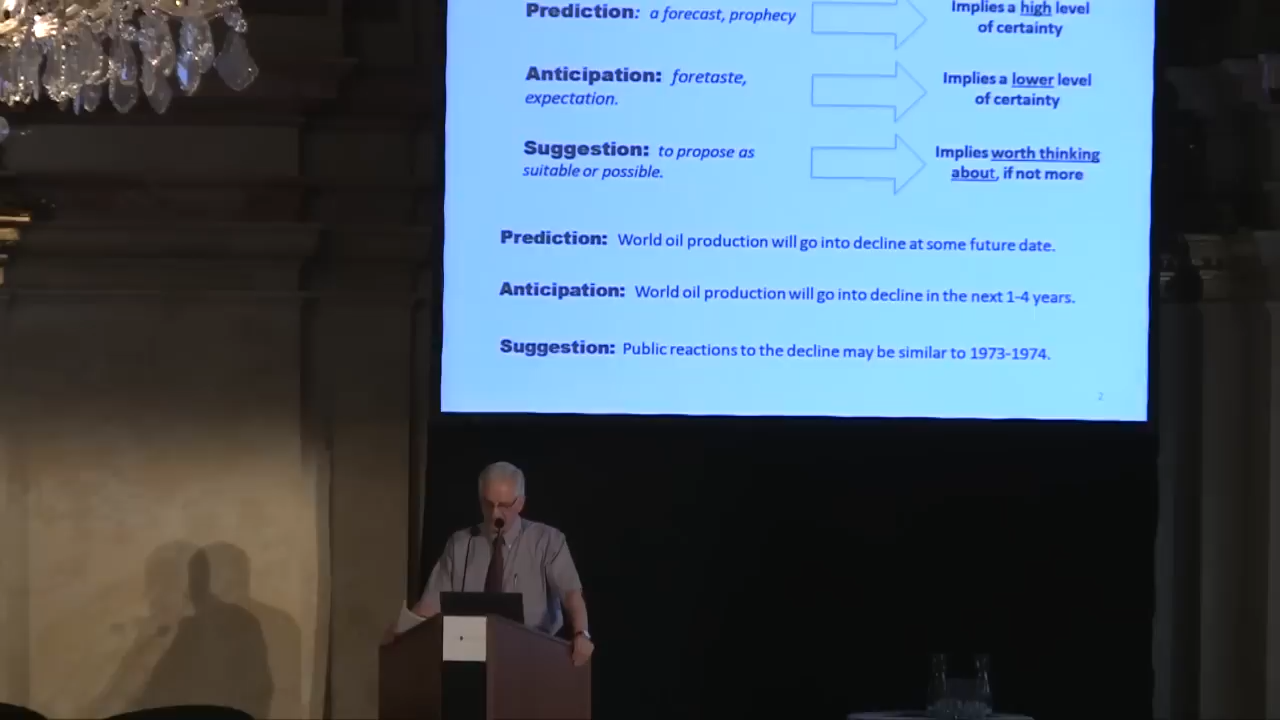 Prediction: a forecast, prophecy
Implies a high level
of certainty
Anticipation: foretaste,
expectation.
Implies a lower level
of certainty
Suggestion: to propose as
suitable or possible.
Implies worth thinking
about, if not more
Prediction: World oil production will go into decline at some future date.
Anticipation: World oil production will go into decline in the next 1-4 years.
Suggestion: Public reactions to the decline may be similar to 1973-1974.
2